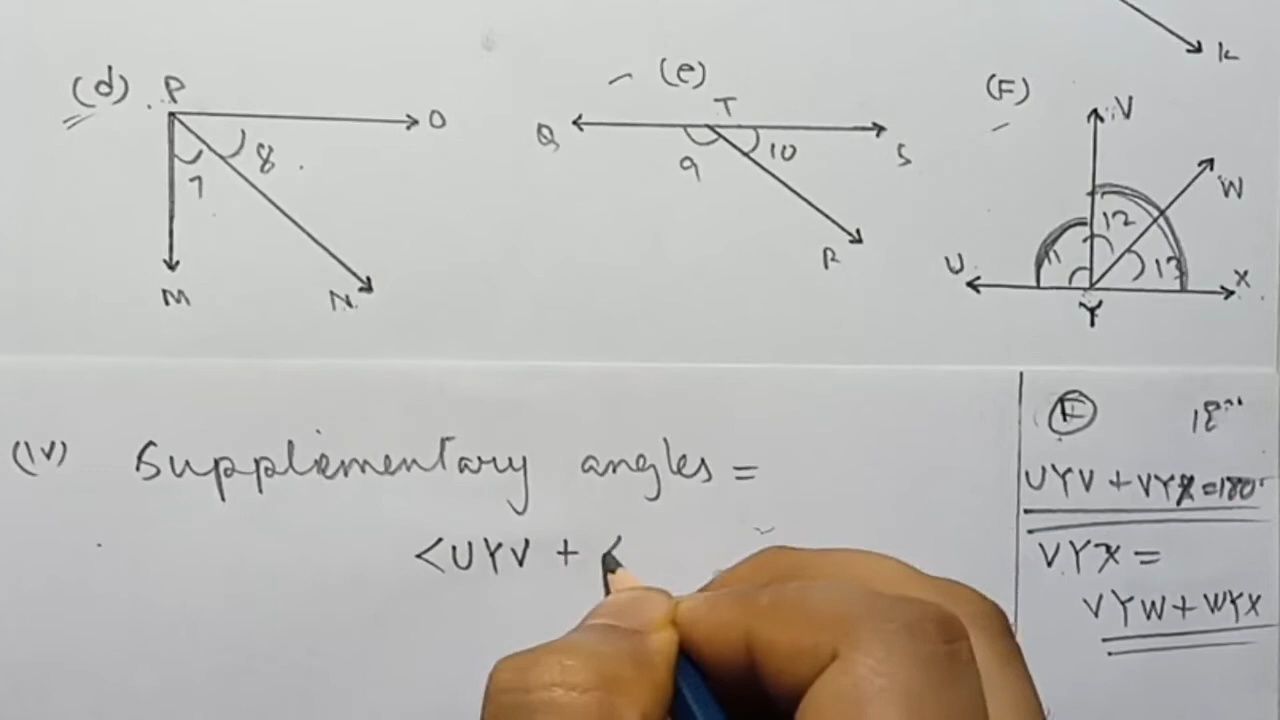 K
(d) P O 8 7 M N
(e) T Q S 9 10 R
(F) V W 12 11 13 U X Y
(iv) Supplementary angles =
<UYV + <
F
UYV + VYX = 180°
VYX =
VYW + WYX